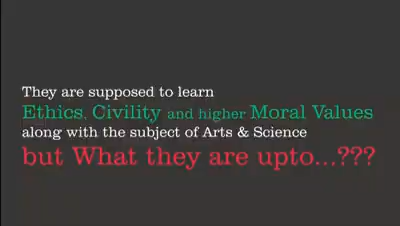 They are supposed to learn
Ethics, Civility and higher Moral Values
along with the subject of Arts & Science
but What they are upto...???